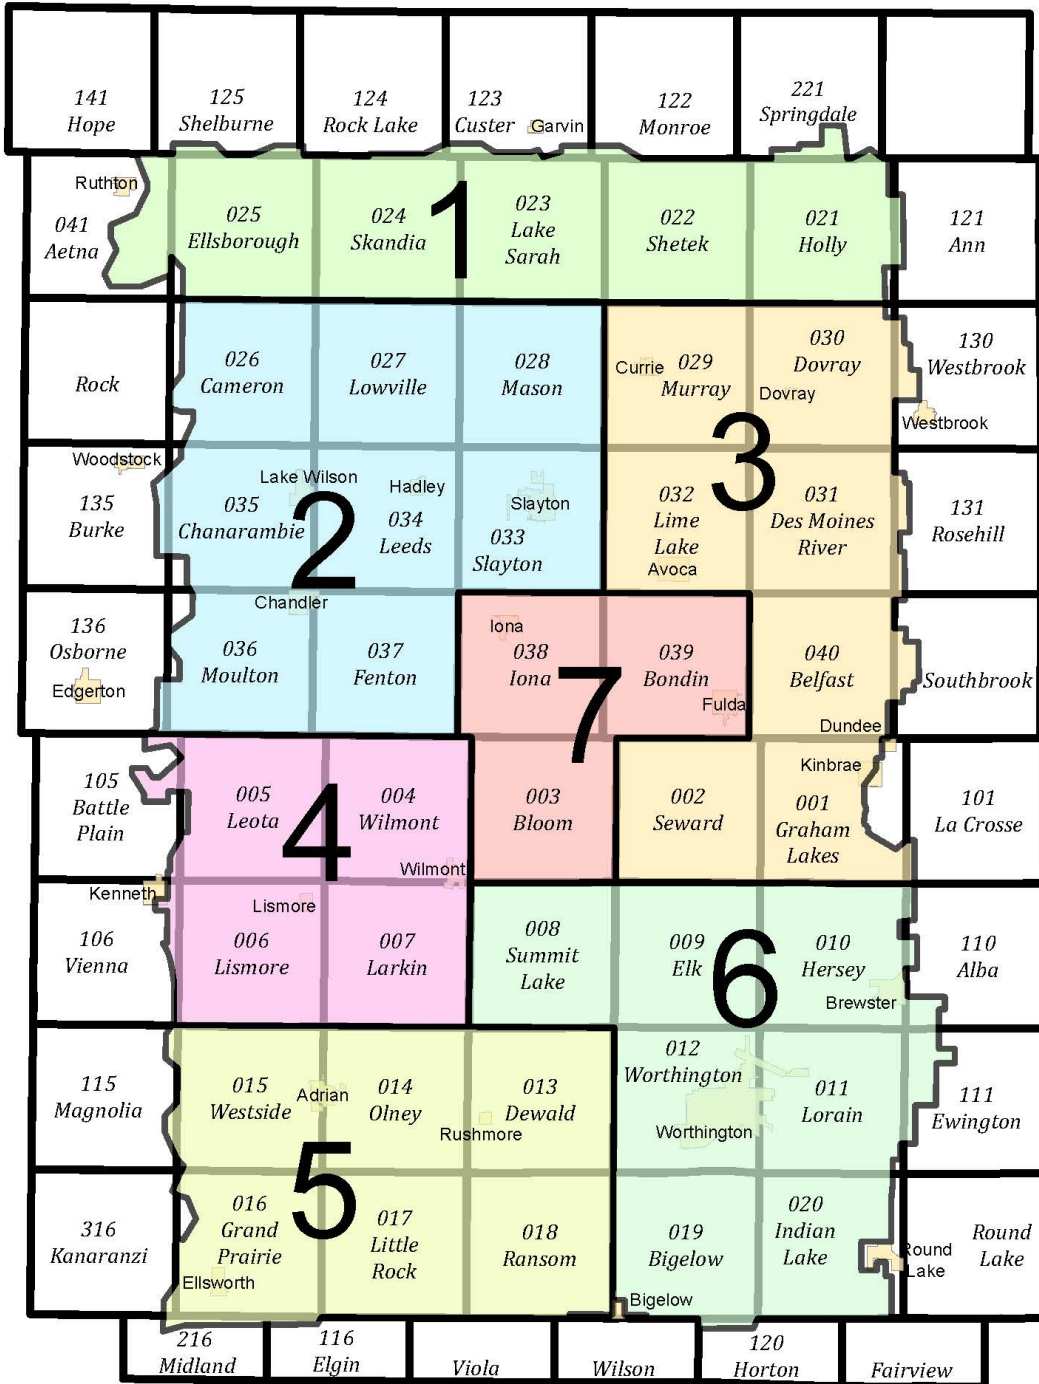 141
Hope
125
Shelburne
124
Rock Lake
123
Custer
Garvin
122
Monroe
221
Springdale
Ruthton
041
Aetna
025
Ellsborough
024
Skandia
1
023
Lake
Sarah
022
Shetek
021
Holly
121
Ann
Rock
026
Cameron
027
Lowville
028
Mason
Currie
029
Murray
030
Dovray
Dovray
130
Westbrook
Westbrook
3
Woodstock
135
Burke
Lake Wilson
035
Chanarambie
2
Hadley
034
Leeds
Slayton
033
Slayton
032
Lime
Lake
Avoca
031
Des Moines
River
131
Rosehill
136
Osborne
Edgerton
Chandler
036
Moulton
037
Fenton
Iona
038
Iona
7
039
Bondin
Fulda
040
Belfast
Dundee
Southbrook
105
Battle
Plain
005
Leota
4
004
Wilmont
Wilmont
003
Bloom
002
Seward
Kinbrae
001
Graham
Lakes
101
La Crosse
Kenneth
106
Vienna
Lismore
006
Lismore
007
Larkin
008
Summit
Lake
009
Elk
6
010
Hersey
Brewster
110
Alba
115
Magnolia
015
Westside
Adrian
014
Olney
013
Dewald
Rushmore
012
Worthington
Worthington
011
Lorain
111
Ewington
5
316
Kanaranzi
016
Grand
Prairie
Ellsworth
017
Little
Rock
018
Ransom
019
Bigelow
Bigelow
020
Indian
Lake
Round
Lake
Round
Lake
216
Midland
116
Elgin
Viola
Wilson
120
Horton
Fairview